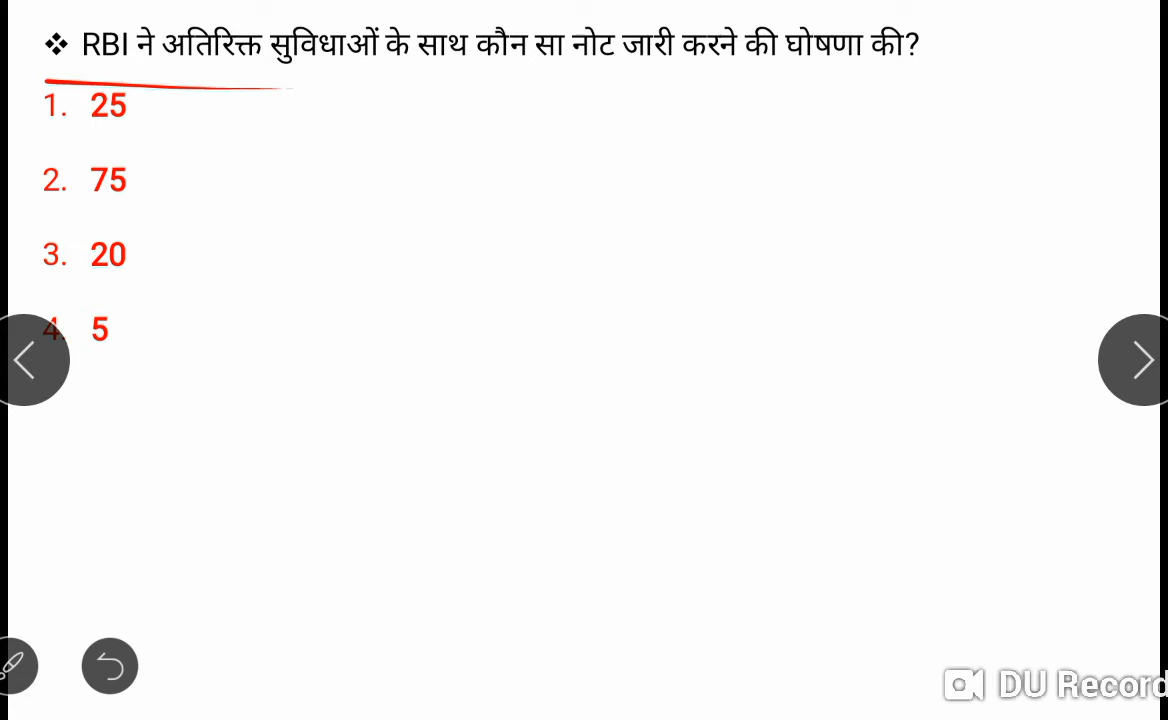 ❖ RBI ने अतिरिक्त सुविधाओं के साथ कौन सा नोट जारी करने की घोषणा की?
1. 25
2. 75
3. 20
4. 5
DU Record